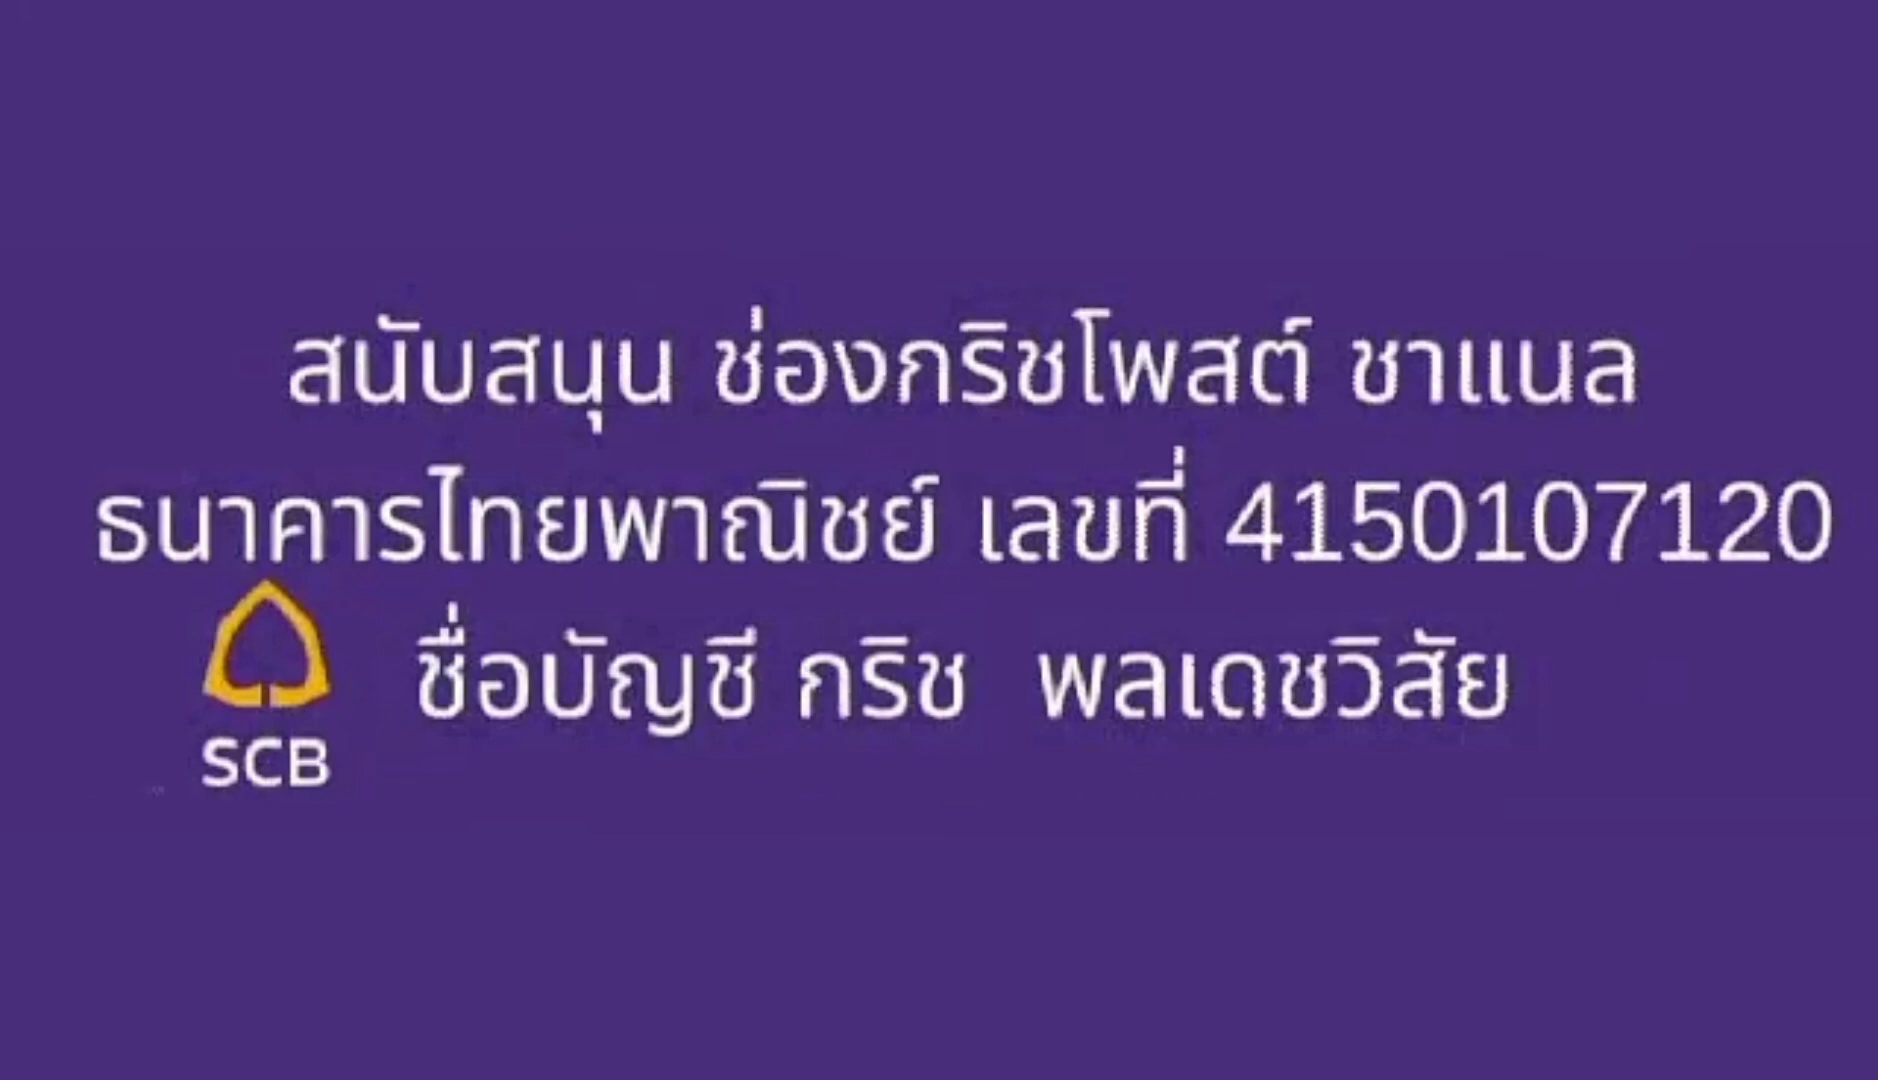 สนับสนุน ช่องกริชโพสต์ ชาแนล
ธนาคารไทยพาณิชย์ เลขที่ 4150107120
ชื่อบัญชี กริช พลเดชวิสัย
SCB